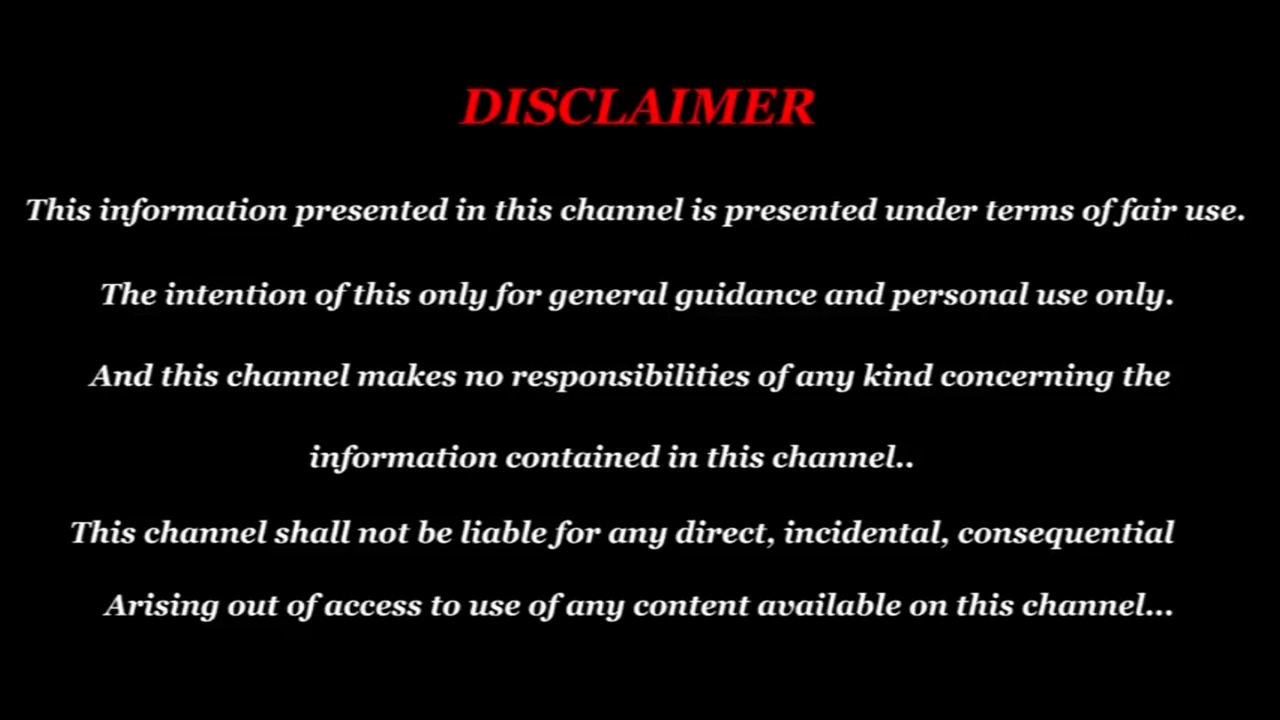 DISCLAIMER
This information presented in this channel is presented under terms of fair use.
The intention of this only for general guidance and personal use only.
And this channel makes no responsibilities of any kind concerning the
information contained in this channel..
This channel shall not be liable for any direct, incidental, consequential
Arising out of access to use of any content available on this channel...